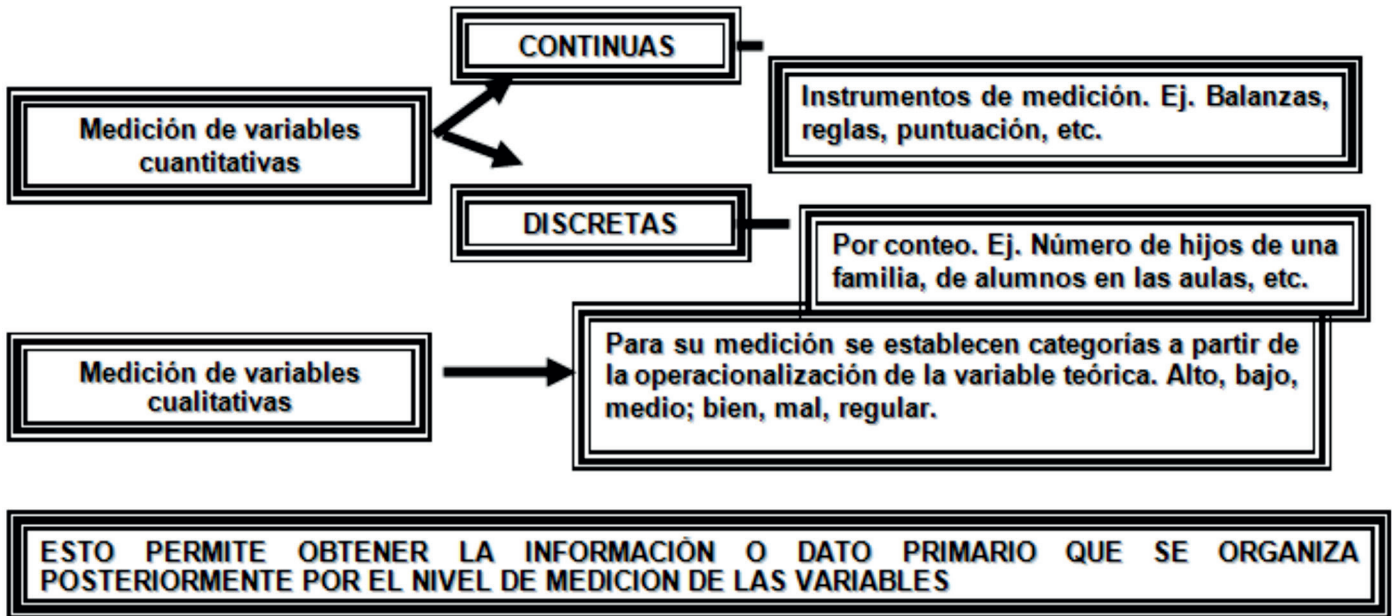 CONTINUAS
Instrumentos de medición. Ej. Balanzas,
reglas, puntuación, etc.
Medición de variables
cuantitativas
DISCRETAS
Por conteo. Ej. Número de hijos de una
familia, de alumnos en las aulas, etc.
Medición de variables
cualitativas
Para su medición se establecen categorías a partir de
la operacionalización de la variable teórica. Alto, bajo,
medio; bien, mal, regular.
ESTO PERMITE OBTENER LA INFORMACIÓN O DATO PRIMARIO QUE SE ORGANIZA
POSTERIORMENTE POR EL NIVEL DE MEDICION DE LAS VARIABLES